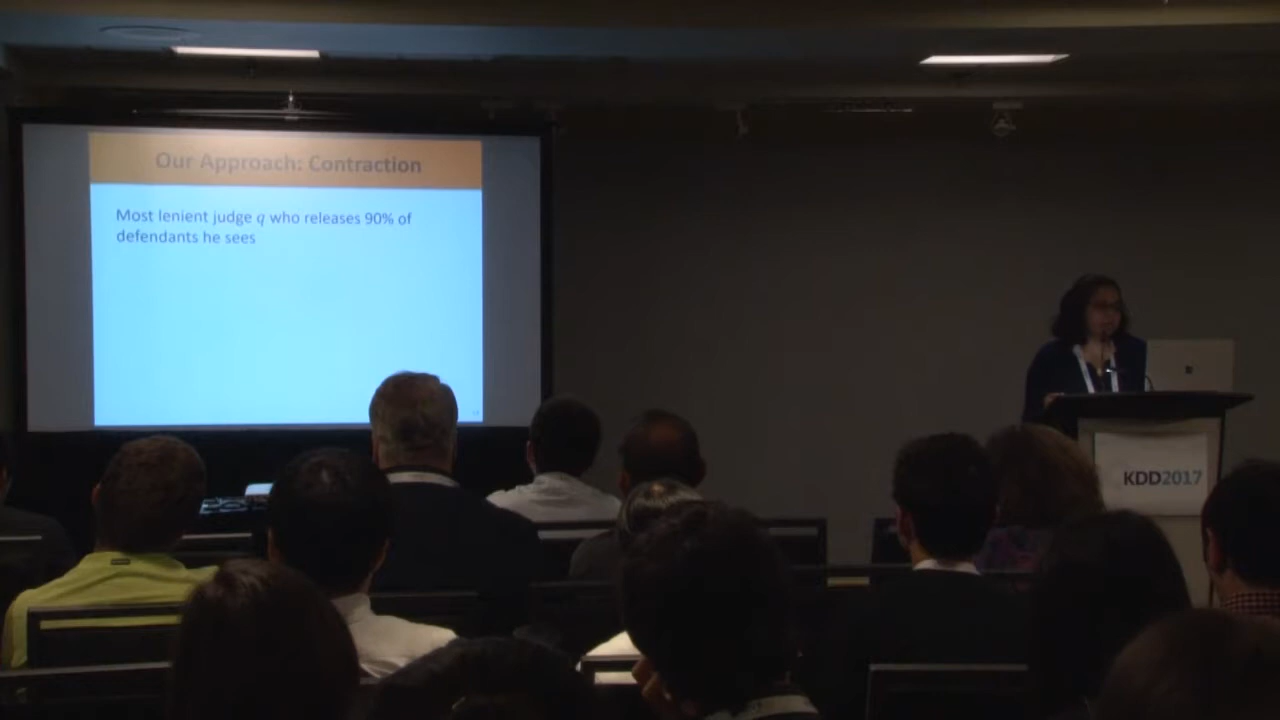 Our Approach: Contraction
Most lenient judge q who releases 90% of
defendants he sees
KDD2017